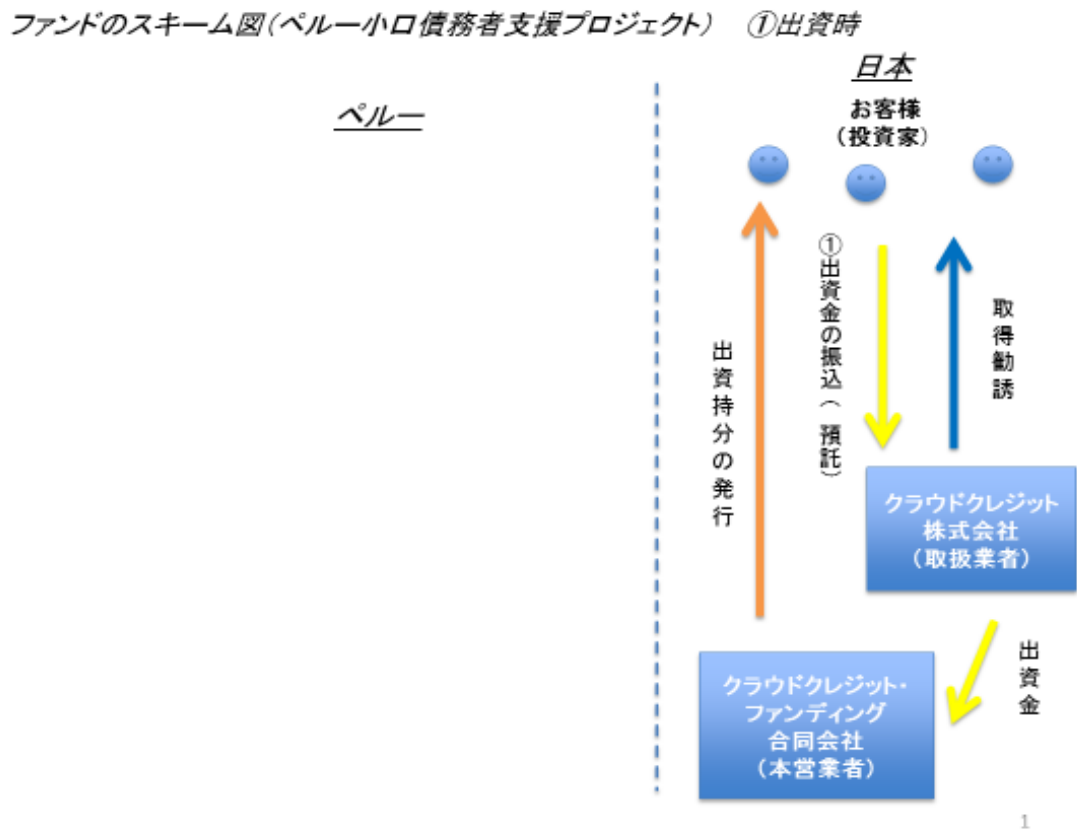 ファンドのスキーム図(ペルー小口債務者支援プロジェクト) ①出資時
日本
ペルー
お客様
(投資家)
①出資金の振込(預託)
取得勧誘
出資持分の発行
クラウドクレジット
株式会社
(取扱業者)
出資金
クラウドクレジット・
ファンディング
合同会社
(本営業者)
1